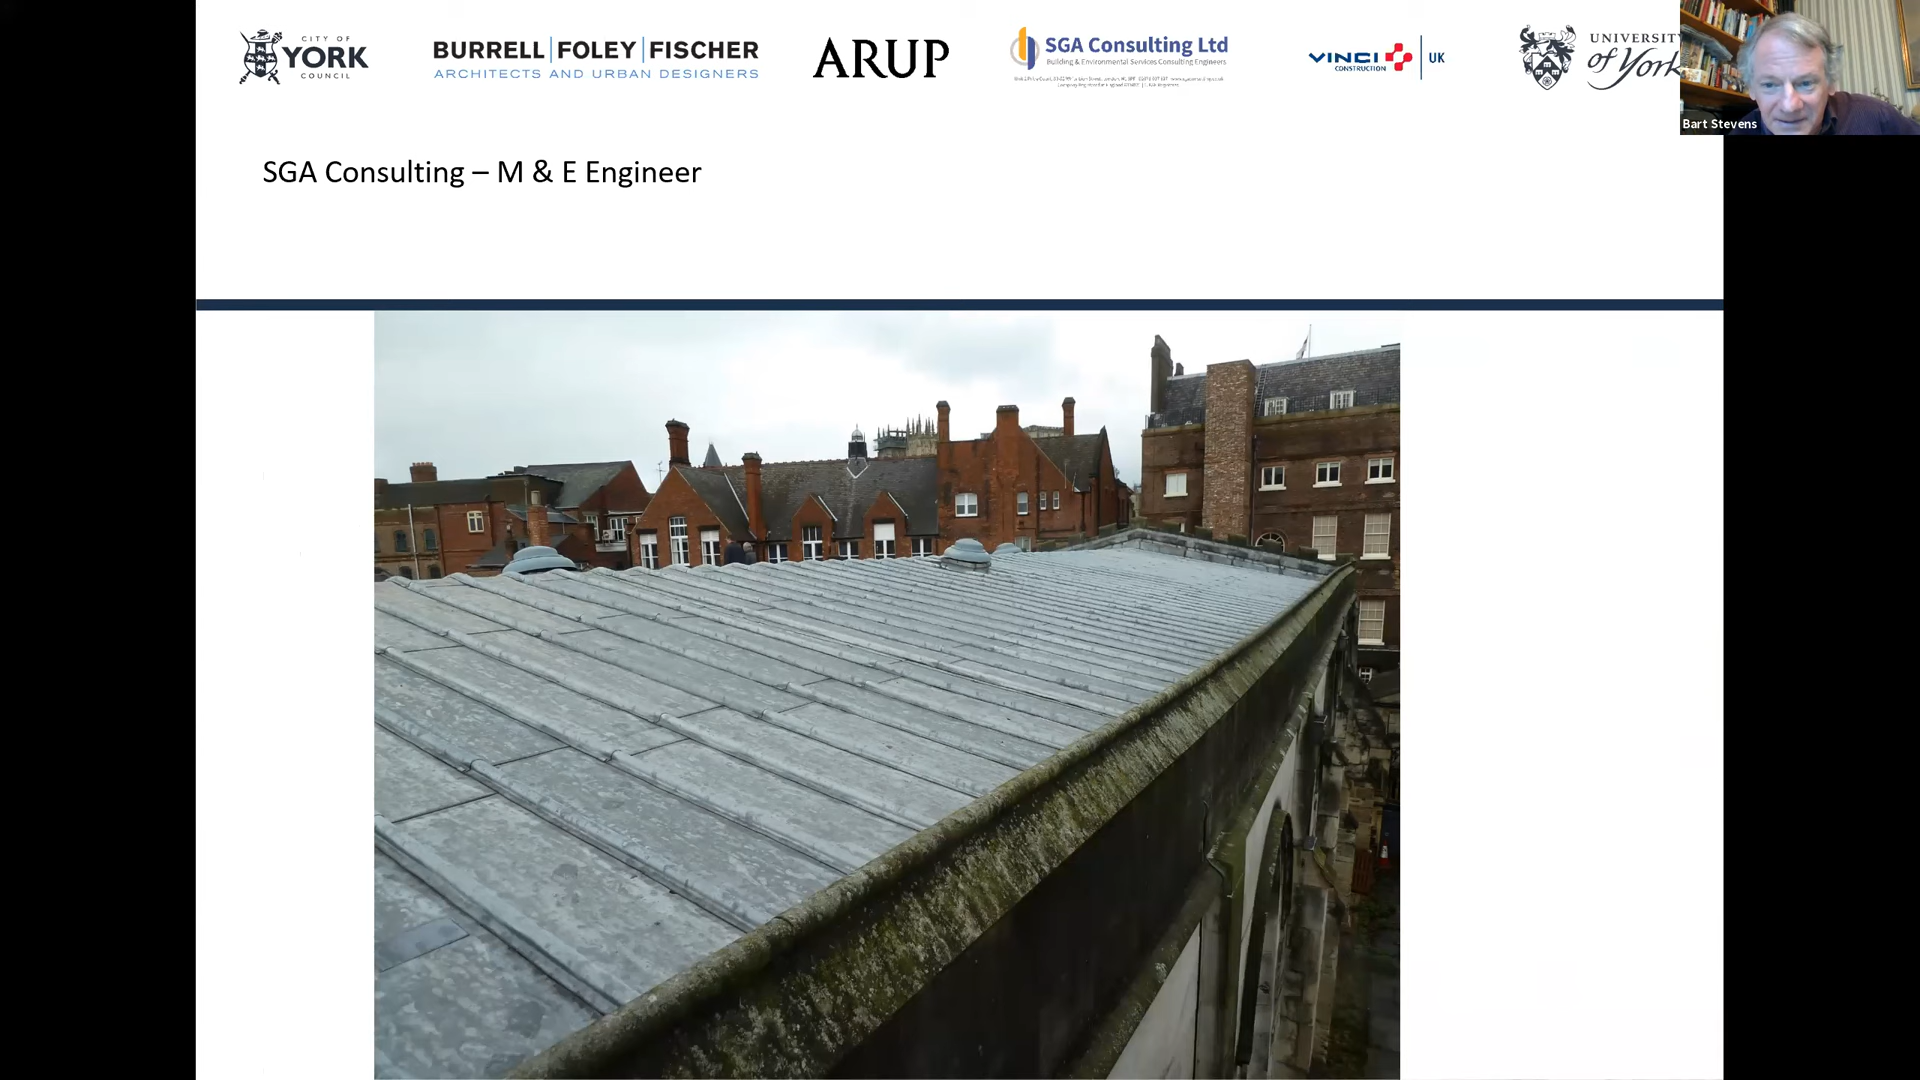 CITY OF
YORK
COUNCIL
BURRELL|FOLEY|FISCHER
ARCHITECTS AND URBAN DESIGNERS
ARUP
SGA Consulting Ltd
Building & Environmental Services Consulting Engineers
VINCI
CONSTRUCTION
UK
UNIVERSITY
of York
Bart Stevens
SGA Consulting – M & E Engineer